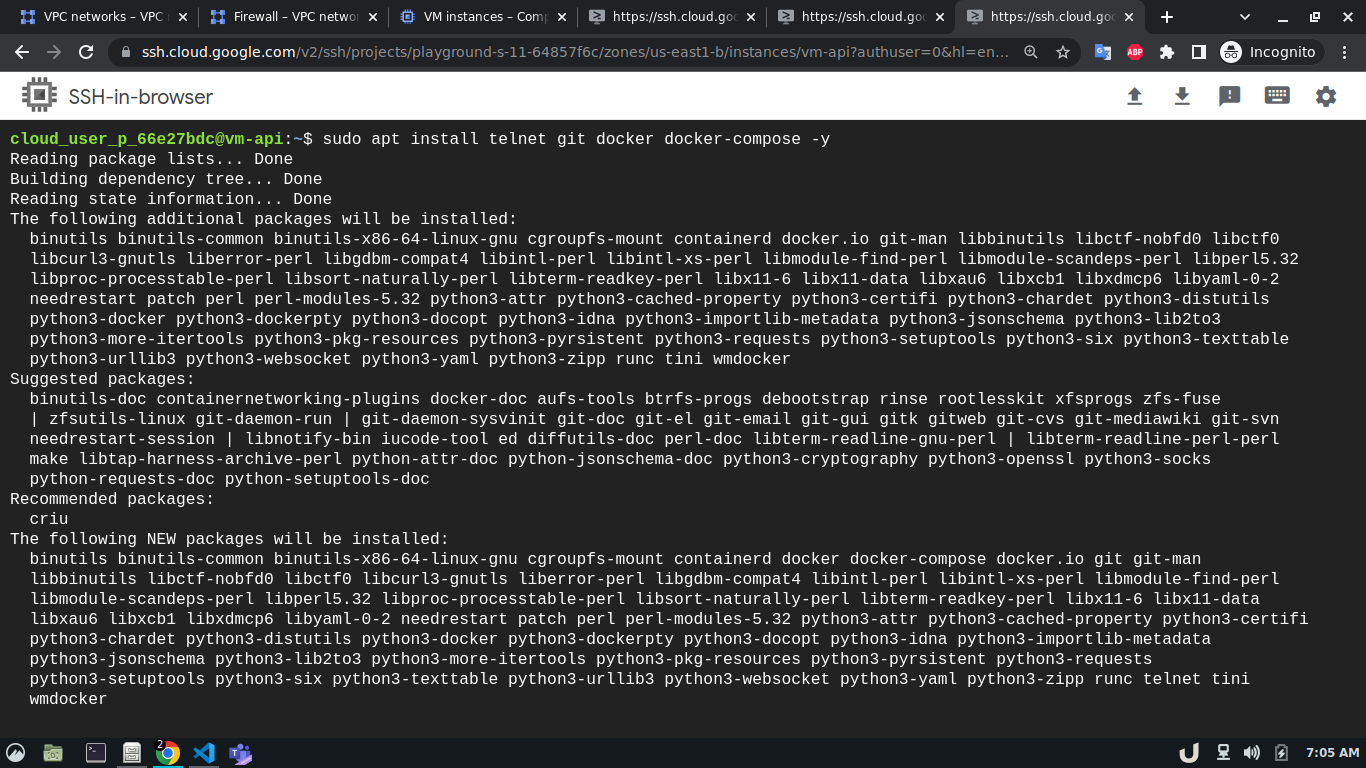 VPC networks – VPC n
Firewall – VPC networ
VM instances – Comp
https://ssh.cloud.goo
https://ssh.cloud.goo
https://ssh.cloud.goo
ssh.cloud.google.com/v2/ssh/projects/playground-s-11-64857f6c/zones/us-east1-b/instances/vm-api?authuser=0&hl=en...
ABP
Incognito
SSH-in-browser
cloud_user_p_66e27bdc@vm-api:~$ sudo apt install telnet git docker docker-compose -y
Reading package lists... Done
Building dependency tree... Done
Reading state information... Done
The following additional packages will be installed:
binutils binutils-common binutils-x86-64-linux-gnu cgroupfs-mount containerd docker.io git-man libbinutils libctf-nobfd0 libctf0
libcurl3-gnutls liberror-perl libgdbm-compat4 libintl-perl libintl-xs-perl libmodule-find-perl libmodule-scandeps-perl libperl5.32
libproc-processtable-perl libsort-naturally-perl libterm-readkey-perl libx11-6 libx11-data libxau6 libxcb1 libxdmcp6 libyaml-0-2
needrestart patch perl perl-modules-5.32 python3-attr python3-cached-property python3-certifi python3-chardet python3-distutils
python3-docker python3-dockerpty python3-docopt python3-idna python3-importlib-metadata python3-jsonschema python3-lib2to3
python3-more-itertools python3-pkg-resources python3-pyrsistent python3-requests python3-setuptools python3-six python3-texttable
python3-urllib3 python3-websocket python3-yaml python3-zipp runc tini wmdocker
Suggested packages:
binutils-doc containernetworking-plugins docker-doc aufs-tools btrfs-progs debootstrap rinse rootlesskit xfsprogs zfs-fuse
| zfsutils-linux git-daemon-run | git-daemon-sysvinit git-doc git-el git-email git-gui gitk gitweb git-cvs git-mediawiki git-svn
needrestart-session | libnotify-bin iucode-tool ed diffutils-doc perl-doc libterm-readline-gnu-perl | libterm-readline-perl-perl
make libtap-harness-archive-perl python-attr-doc python-jsonschema-doc python3-cryptography python3-openssl python3-socks
python-requests-doc python-setuptools-doc
Recommended packages:
criu
The following NEW packages will be installed:
binutils binutils-common binutils-x86-64-linux-gnu cgroupfs-mount containerd docker docker-compose docker.io git git-man
libbinutils libctf-nobfd0 libctf0 libcurl3-gnutls liberror-perl libgdbm-compat4 libintl-perl libintl-xs-perl libmodule-find-perl
libmodule-scandeps-perl libperl5.32 libproc-processtable-perl libsort-naturally-perl libterm-readkey-perl libx11-6 libx11-data
libxau6 libxcb1 libxdmcp6 libyaml-0-2 needrestart patch perl perl-modules-5.32 python3-attr python3-cached-property python3-certifi
python3-chardet python3-distutils python3-docker python3-dockerpty python3-docopt python3-idna python3-importlib-metadata
python3-jsonschema python3-lib2to3 python3-more-itertools python3-pkg-resources python3-pyrsistent python3-requests
python3-setuptools python3-six python3-texttable python3-urllib3 python3-websocket python3-yaml python3-zipp runc telnet tini
wmdocker
2
7:05 AM